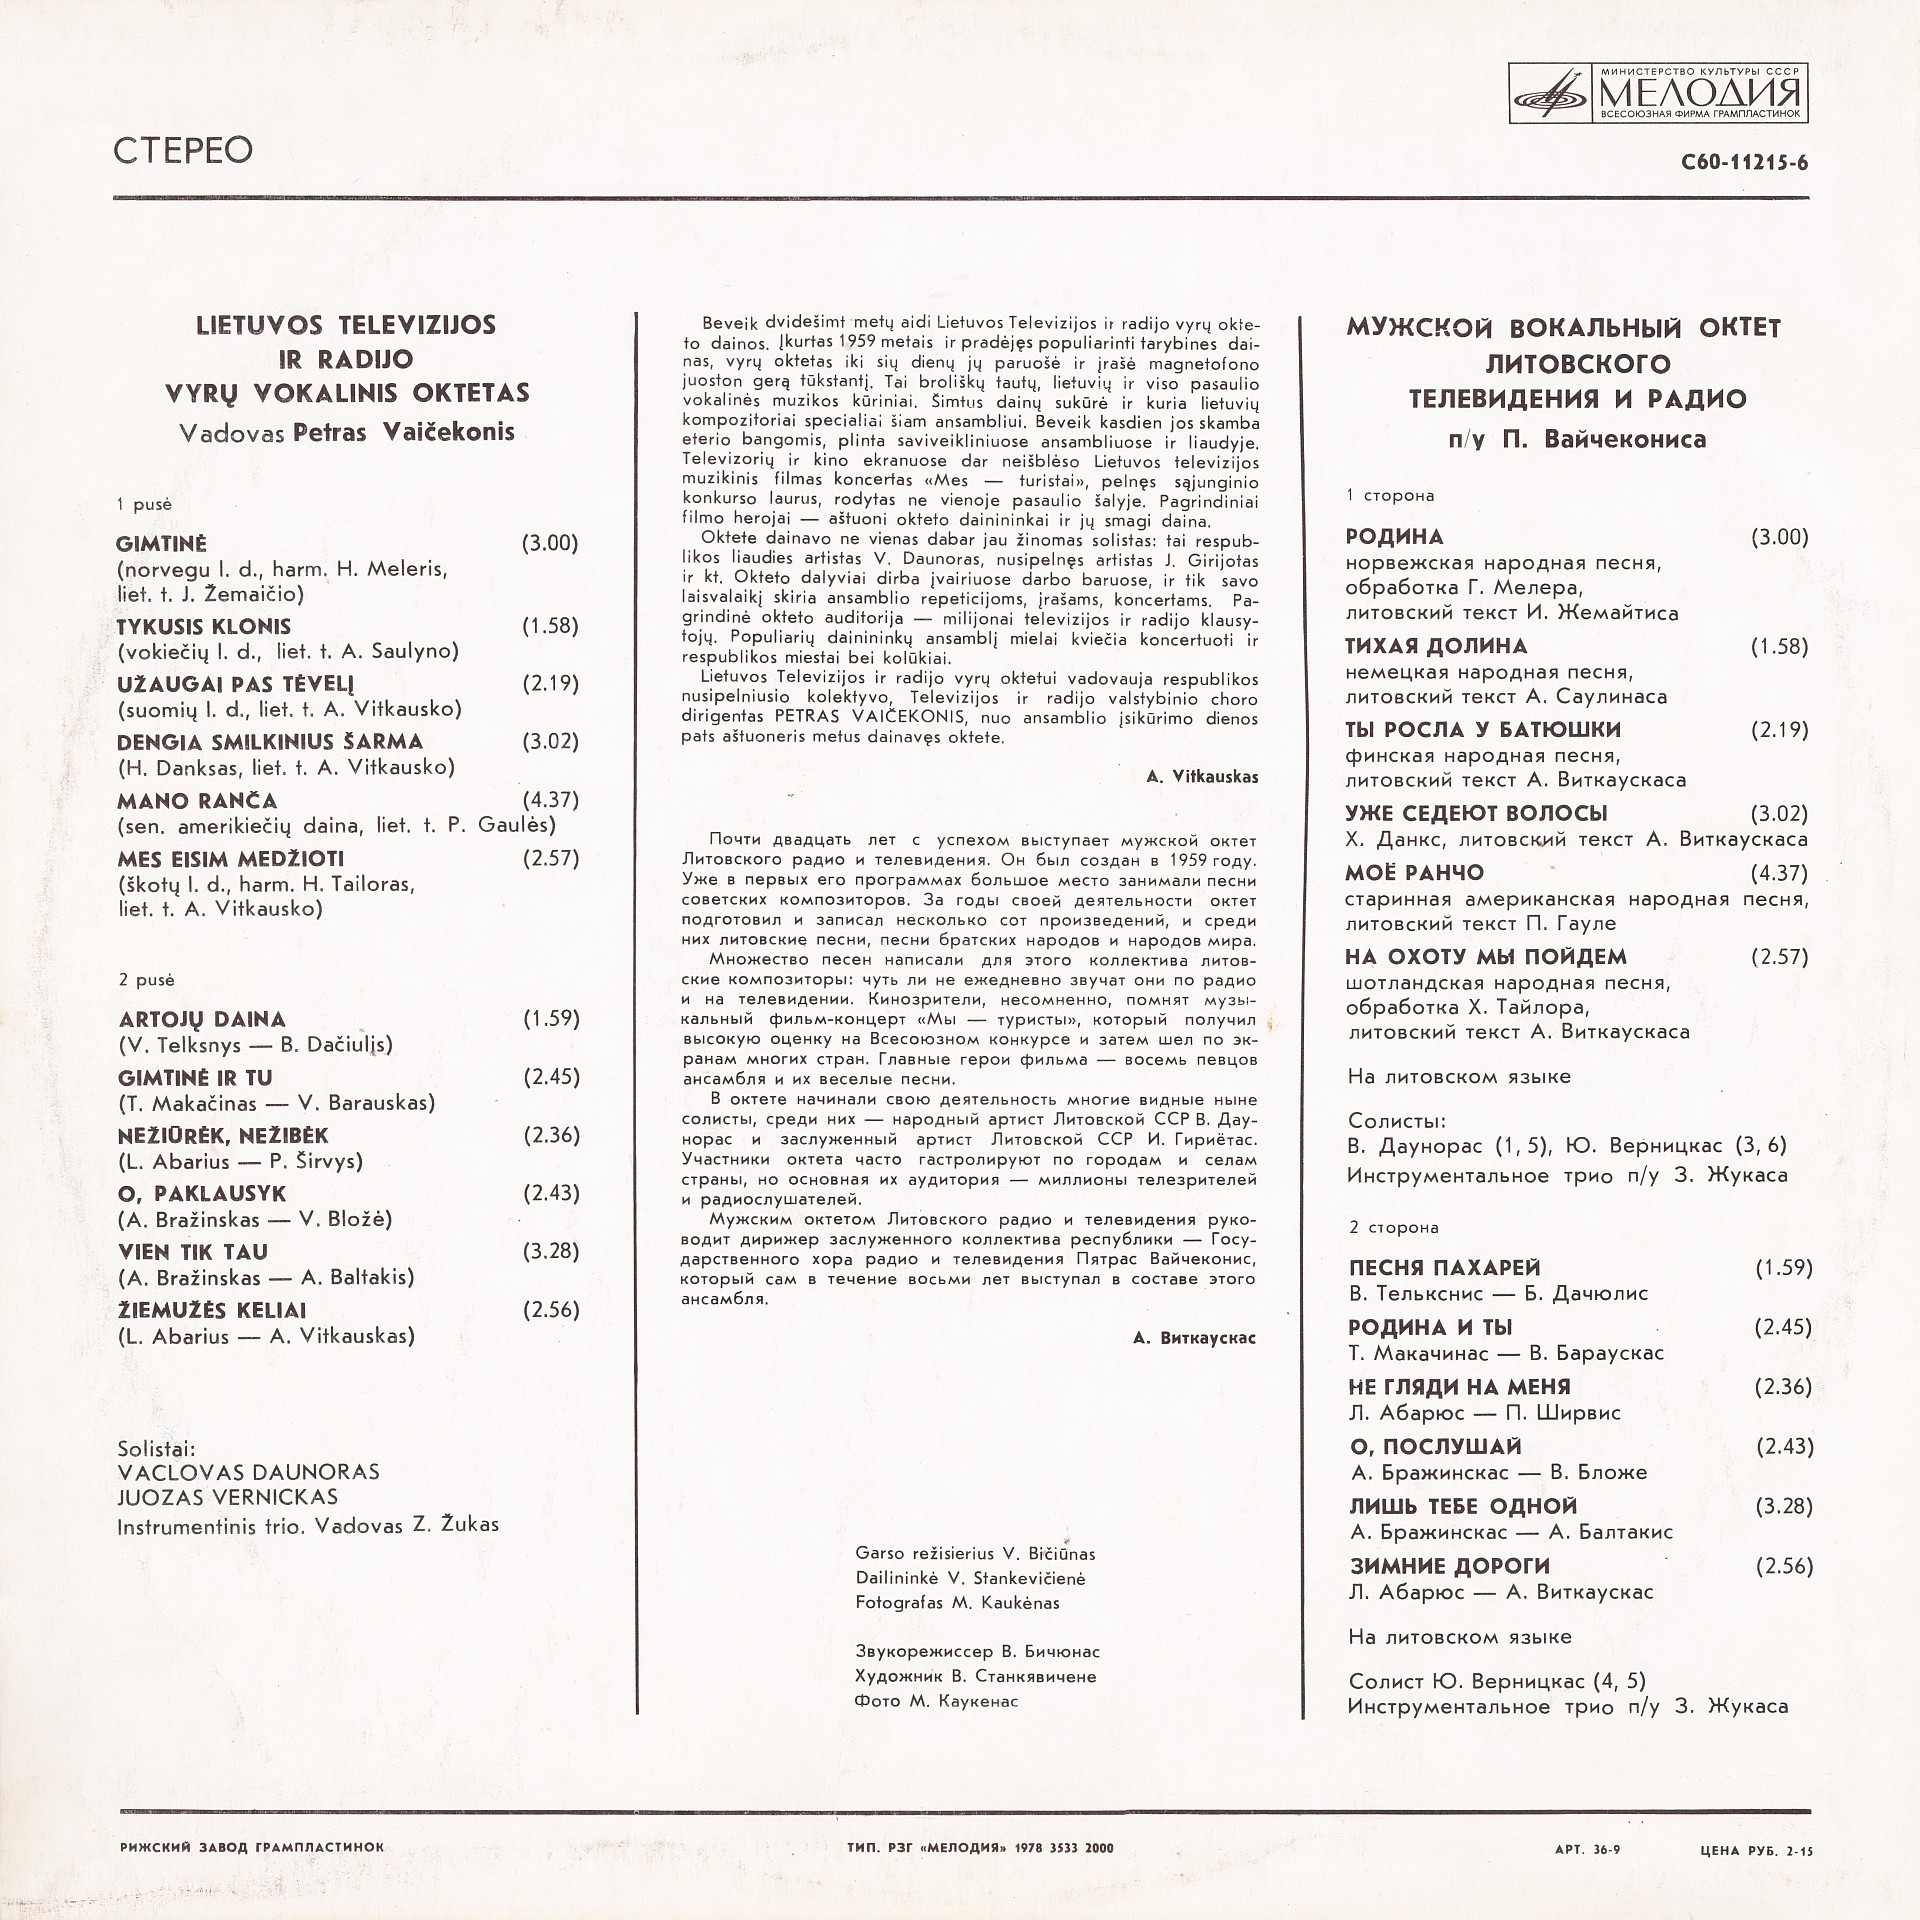 СТЕРЕО
МИНИСТЕРСТВО КУЛЬТУРЫ СССР
МЕЛОДИЯ
ВСЕСОЮЗНАЯ ФИРМА ГРАМПЛАСТИНОК
С60-11215-6
LIETUVOS TELEVIZIJOS
IR RADIJO
VYRŲ VOKALINIS OKTETAS
Vadovas Petras Vaičekonis
1 pusė
GIMTINĖ (3.00)
(norvegu l. d., harm. H. Meleris,
liet. t. J. Žemaičio)
TYKUSIS KLONIS (1.58)
(vokiečių l. d., liet. t. A. Saulyno)
UŽAUGAI PAS TĖVELĮ (2.19)
(suomių l. d., liet. t. A. Vitkausko)
DENGIA SMILKINIUS ŠARMA (3.02)
(H. Danksas, liet. t. A. Vitkausko)
MANO RANČA (4.37)
(sen. amerikiečių daina, liet. t. P. Gaulės)
MES EISIM MEDŽIOTI (2.57)
(škotų l. d., harm. H. Tailoras,
liet. t. A. Vitkausko)
2 pusė
ARTOJŲ DAINA (1.59)
(V. Telksnys — B. Dačiulis)
GIMTINĖ IR TU (2.45)
(T. Makačinas — V. Barauskas)
NEŽIŪRĖK, NEŽIBĖK (2.36)
(L. Abarius — P. Širvys)
O, PAKLAUSYK (2.43)
(A. Bražinskas — V. Bložė)
VIEN TIK TAU (3.28)
(A. Bražinskas — A. Baltakis)
ŽIEMUŽĖS KELIAI (2.56)
(L. Abarius — A. Vitkauskas)
Solistai:
VACLOVAS DAUNORAS
JUOZAS VERNICKAS
Instrumentinis trio. Vadovas Z. Žukas
Beveik dvidešimt metų aidi Lietuvos Televizijos ir radijo vyrų okte-
to dainos. Įkurtas 1959 metais ir pradėjęs populiarinti tarybines dai-
nas, vyrų oktetas iki sių dienų jų paruošė ir įrašė magnetofono
juoston gerą tūkstantį. Tai broliškų tautų, lietuvių ir viso pasaulio
vokalinės muzikos kūriniai. Šimtus dainų sukūrė ir kuria lietuvių
kompozitoriai specialiai šiam ansambliui. Beveik kasdien jos skamba
eterio bangomis, plinta saviveikliniuose ansambliuose ir liaudyje.
Televizorių ir kino ekranuose dar neišblėso Lietuvos televizijos
muzikinis filmas koncertas «Mes — turistai», pelnęs sąjunginio
konkurso laurus, rodytas ne vienoje pasaulio šalyje. Pagrindiniai
filmo herojai — aštuoni okteto dainininkai ir jų smagi daina.
Oktete dainavo ne vienas dabar jau žinomas solistas: tai respub-
likos liaudies artistas V. Daunoras, nusipelnęs artistas J. Girijotas
ir kt. Okteto dalyviai dirba įvairiuose darbo baruose, ir tik savo
laisvalaikį skiria ansamblio repeticijoms, įrašams, koncertams. Pa-
grindinė okteto auditorija — milijonai televizijos ir radijo klausy-
tojų. Populiarių dainininkų ansamblį mielai kviečia koncertuoti ir
respublikos miestai bei kolūkiai.
Lietuvos Televizijos ir radijo vyrų oktetui vadovauja respublikos
nusipelniusio kolektyvo, Televizijos ir radijo valstybinio choro
dirigentas PETRAS VAIČEKONIS, nuo ansamblio įsikūrimo dienos
pats aštuoneris metus dainavęs oktete.
A. Vitkauskas
Почти двадцать лет с успехом выступает мужской октет
Литовского радио и телевидения. Он был создан в 1959 году.
Уже в первых его программах большое место занимали песни
советских композиторов. За годы своей деятельности октет
подготовил и записал несколько сот произведений, и среди
них литовские песни, песни братских народов и народов мира.
Множество песен написали для этого коллектива литов-
ские композиторы: чуть ли не ежедневно звучат они по радио
и на телевидении. Кинозрители, несомненно, помнят музы-
кальный фильм-концерт «Мы — туристы», который получил
высокую оценку на Всесоюзном конкурсе и затем шел по эк-
ранам многих стран. Главные герои фильма — восемь певцов
ансамбля и их веселые песни.
В октете начинали свою деятельность многие видные ныне
солисты, среди них — народный артист Литовской ССР В. Дау-
норас и заслуженный артист Литовской ССР И. Гириётас.
Участники октета часто гастролируют по городам и селам
страны, но основная их аудитория — миллионы телезрителей
и радиослушателей.
Мужским октетом Литовского радио и телевидения руко-
водит дирижер заслуженного коллектива республики — Госу-
дарственного хора радио и телевидения Пятрас Вайчеконис,
который сам в течение восьми лет выступал в составе этого
ансамбля.
А. Виткаускас
Garso režisierius V. Bičiūnas
Dailininkė V. Stankevičienė
Fotografas M. Kaukėnas
Звукорежиссер В. Бичюнас
Художник В. Станкявичене
Фото М. Каукенас
МУЖСКОЙ ВОКАЛЬНЫЙ ОКТЕТ
ЛИТОВСКОГО
ТЕЛЕВИДЕНИЯ И РАДИО
п/у П. Вайчекониса
1 сторона
РОДИНА (3.00)
норвежская народная песня,
обработка Г. Мелера,
литовский текст И. Жемайтиса
ТИХАЯ ДОЛИНА (1.58)
немецкая народная песня,
литовский текст А. Саулинаса
ТЫ РОСЛА У БАТЮШКИ (2.19)
финская народная песня,
литовский текст А. Виткаускаса
УЖЕ СЕДЕЮТ ВОЛОСЫ (3.02)
Х. Данкс, литовский текст А. Виткаускаса
МОЁ РАНЧО (4.37)
старинная американская народная песня,
литовский текст П. Гауле
НА ОХОТУ МЫ ПОЙДЕМ (2.57)
шотландская народная песня,
обработка Х. Тайлора,
литовский текст А. Виткаускаса
На литовском языке
Солисты:
В. Даунорас (1, 5), Ю. Верницкас (3, 6)
Инструментальное трио п/у З. Жукаса
2 сторона
ПЕСНЯ ПАХАРЕЙ (1.59)
В. Телькснис — Б. Дачюлис
РОДИНА И ТЫ (2.45)
Т. Макачинас — В. Бараускас
НЕ ГЛЯДИ НА МЕНЯ (2.36)
Л. Абарюс — П. Ширвис
О, ПОСЛУШАЙ (2.43)
А. Бражинскас — В. Бложе
ЛИШЬ ТЕБЕ ОДНОЙ (3.28)
А. Бражинскас — А. Балтакис
ЗИМНИЕ ДОРОГИ (2.56)
Л. Абарюс — А. Виткаускас
На литовском языке
Солист Ю. Верницкас (4, 5)
Инструментальное трио п/у З. Жукаса
РИЖСКИЙ ЗАВОД ГРАМПЛАСТИНОК
ТИП. РЗГ «МЕЛОДИЯ» 1978 3533 2000
АРТ. 36-9
ЦЕНА РУБ. 2-15